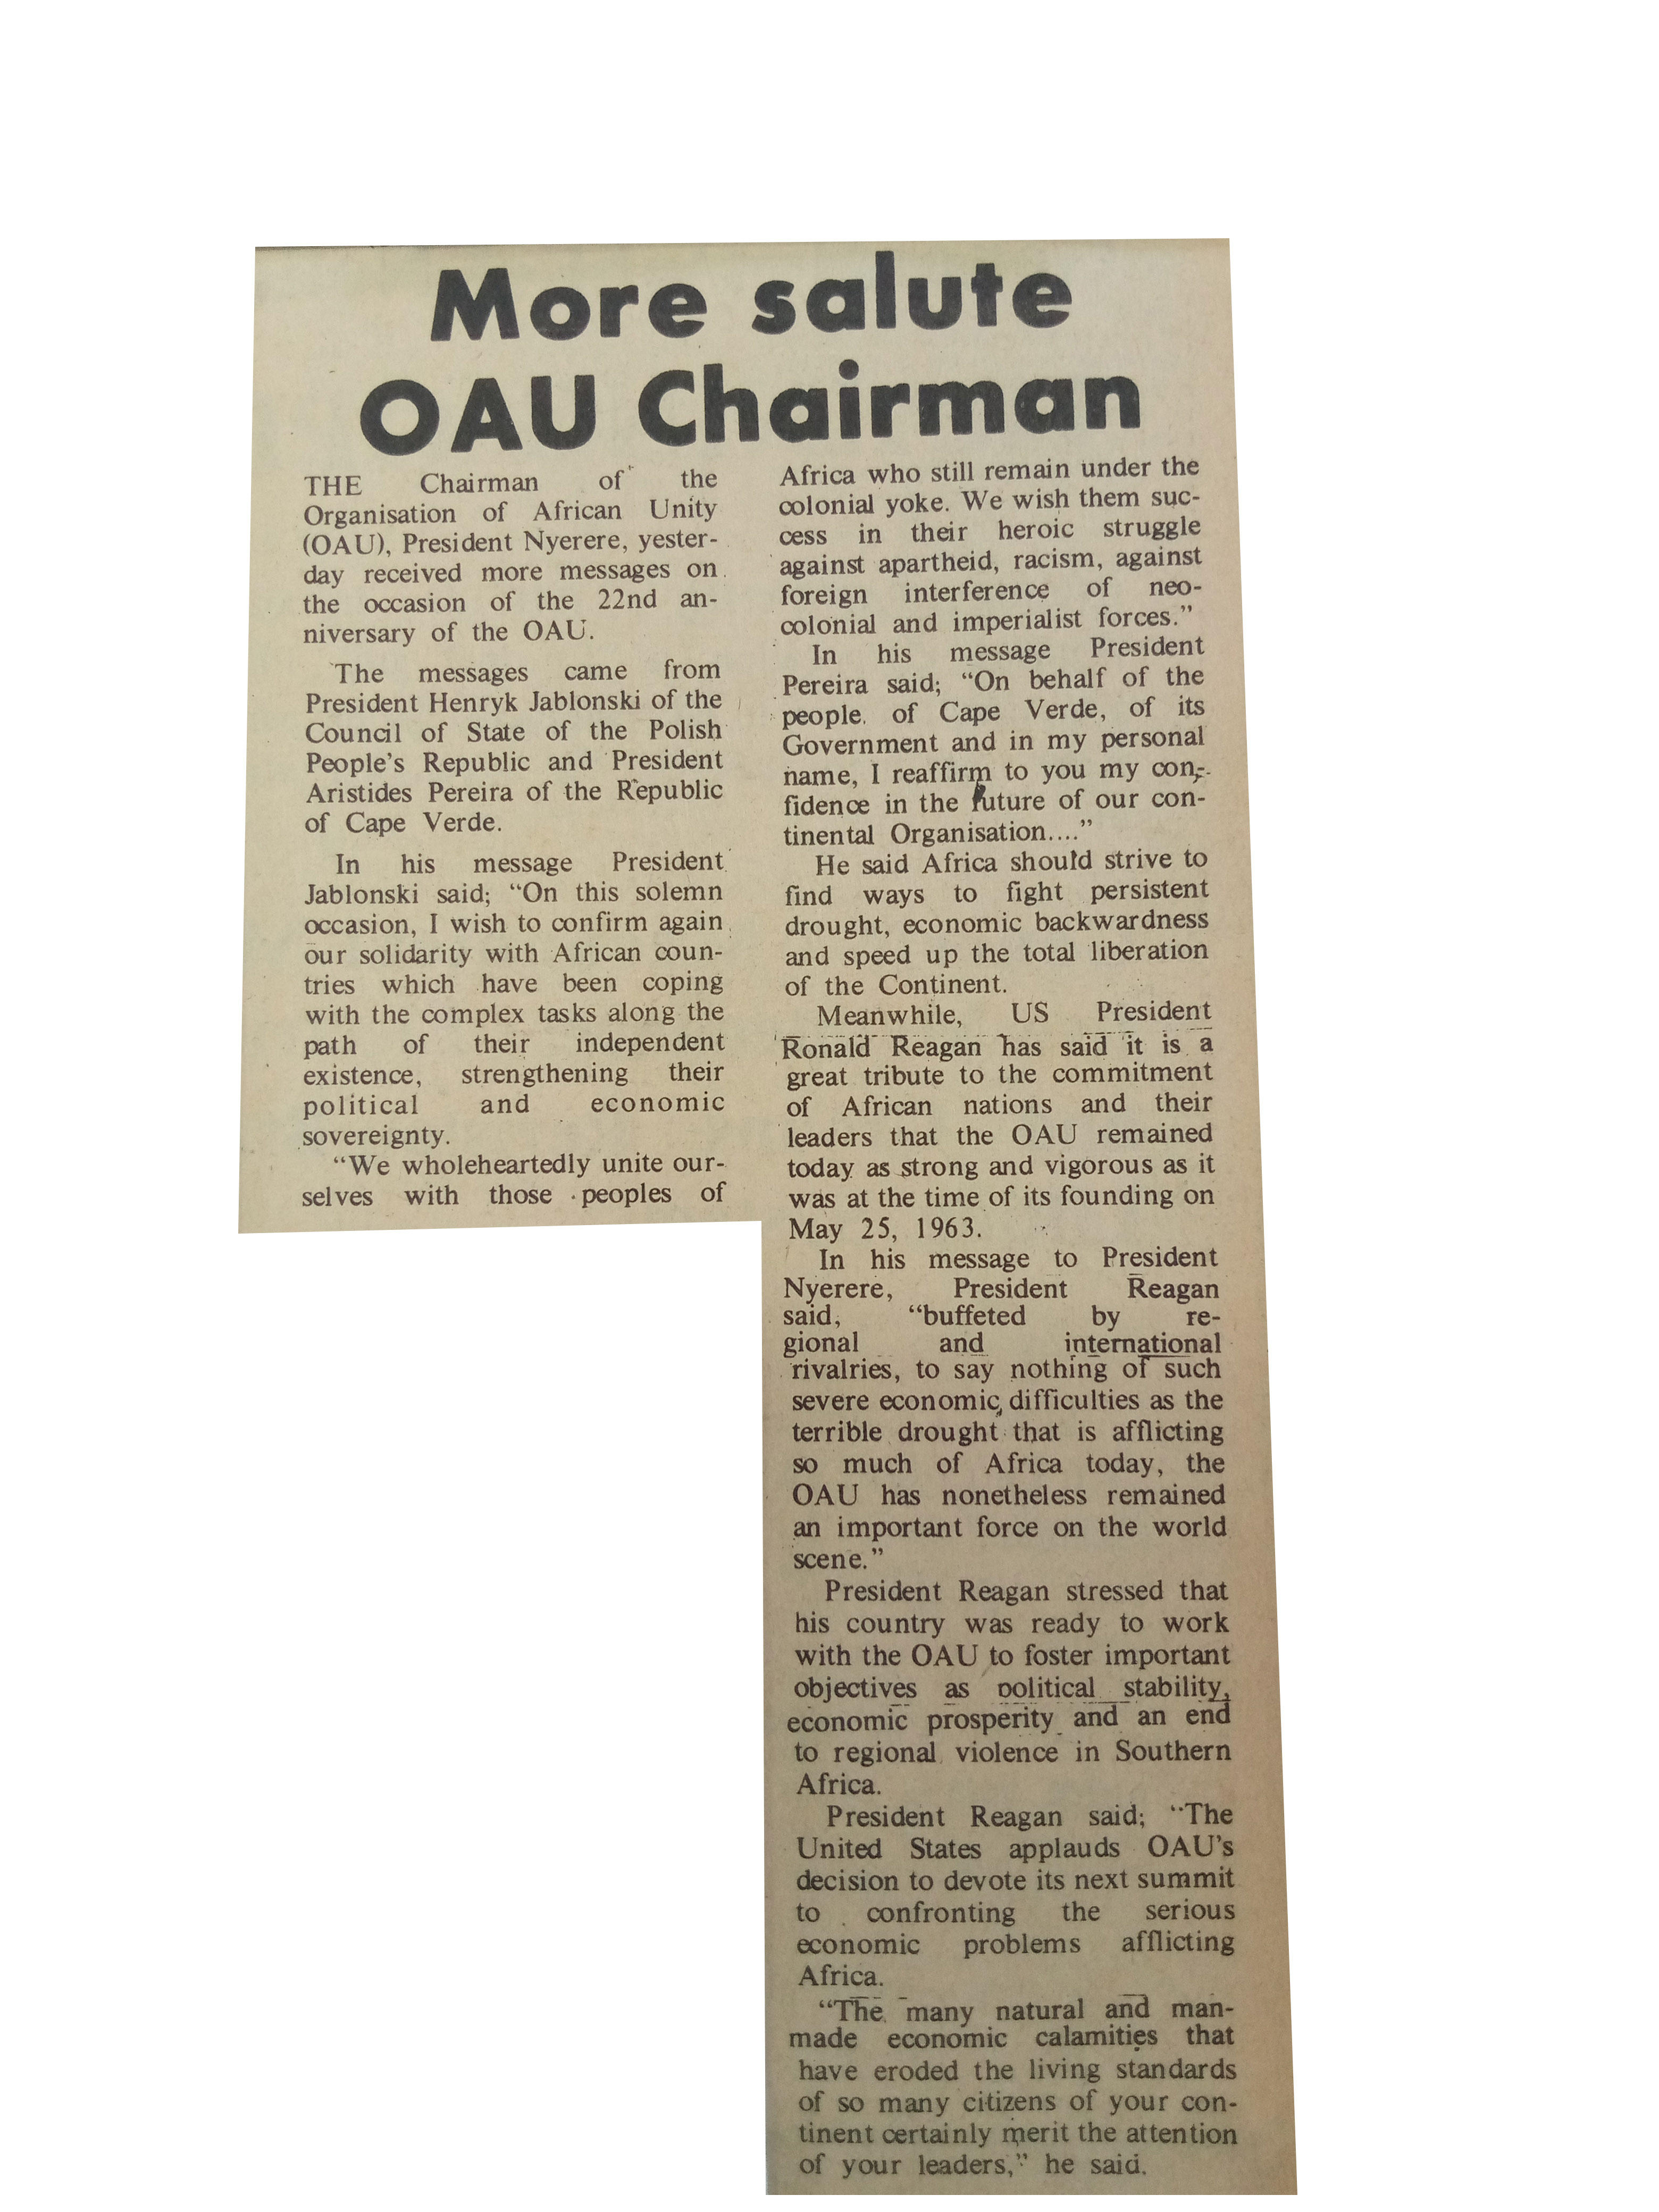 More salute
OAU Chairman
THE Chairman of the
Organisation of African Unity
(OAU), President Nyerere, yester-
day received more messages on
the occasion of the 22nd an-
niversary of the OAU.
The messages came from
President Henryk Jablonski of the
Council of State of the Polish
People's Republic and President
Aristides Pereira of the Republic
of Cape Verde.
In his message President
Jablonski said; “On this solemn
occasion, I wish to confirm again
our solidarity with African coun-
tries which have been coping
with the complex tasks along the
path of their independent
existence, strengthening their
political and economic
sovereignty.
“We wholeheartedly unite our-
selves with those peoples of
Africa who still remain under the
colonial yoke. We wish them suc-
cess in their heroic struggle
against apartheid, racism, against
foreign interference of neo-
colonial and imperialist forces.”
In his message President
Pereira said; “On behalf of the
people of Cape Verde, of its
Government and in my personal
name, I reaffirm to you my con-
fidence in the future of our con-
tinental Organisation....”
He said Africa should strive to
find ways to fight persistent
drought, economic backwardness
and speed up the total liberation
of the Continent.
Meanwhile, US President
Ronald Reagan has said it is a
great tribute to the commitment
of African nations and their
leaders that the OAU remained
today as strong and vigorous as it
was at the time of its founding on
May 25, 1963.
In his message to President
Nyerere, President Reagan
said, “buffeted by re-
gional and international
rivalries, to say nothing of such
severe economic difficulties as the
terrible drought that is afflicting
so much of Africa today, the
OAU has nonetheless remained
an important force on the world
scene.”
President Reagan stressed that
his country was ready to work
with the OAU to foster important
objectives as political stability,
economic prosperity and an end
to regional violence in Southern
Africa.
President Reagan said; “The
United States applauds OAU's
decision to devote its next summit
to confronting the serious
economic problems afflicting
Africa.
“The many natural and man-
made economic calamities that
have eroded the living standards
of so many citizens of your con-
tinent certainly merit the attention
of your leaders,” he said.